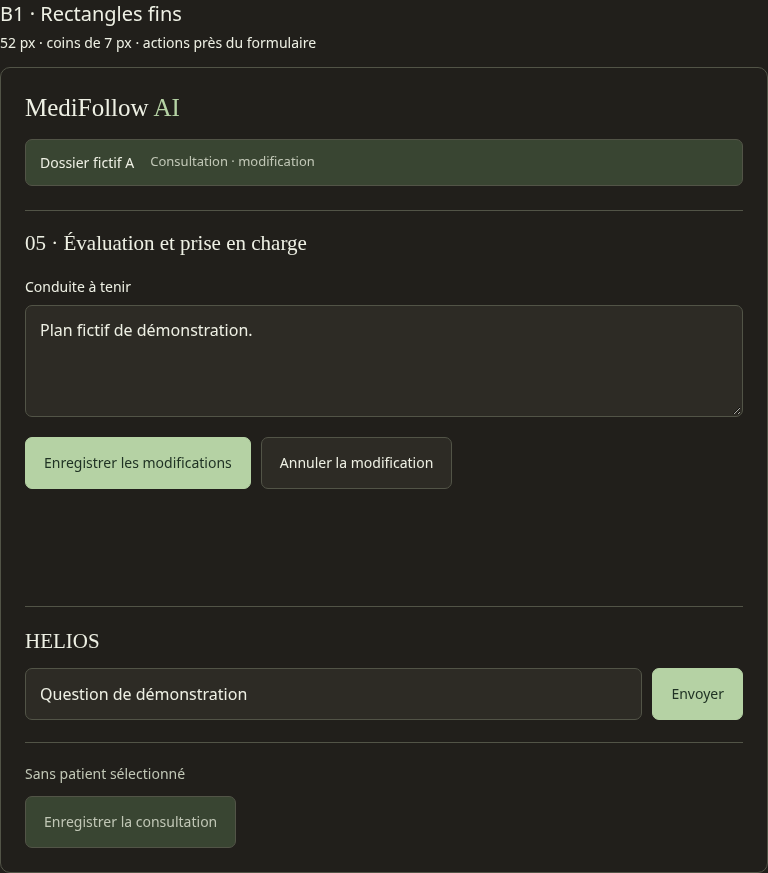 B1 · Rectangles fins
52 px · coins de 7 px · actions près du formulaire
MediFollow AI
Dossier fictif A Consultation · modification
05 · Évaluation et prise en charge
Conduite à tenir
Plan fictif de démonstration.
Enregistrer les modifications Annuler la modification
HELIOS
Question de démonstration Envoyer
Sans patient sélectionné
Enregistrer la consultation